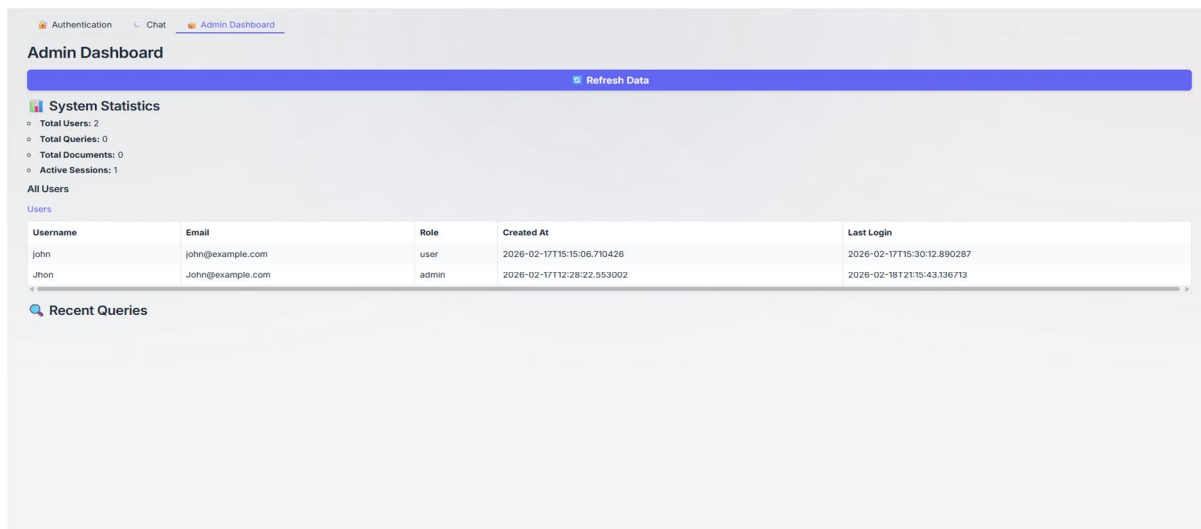 Authentication Chat Admin Dashboard
Admin Dashboard
Refresh Data
System Statistics
Total Users: 2
Total Queries: 0
Total Documents: 0
Active Sessions: 1
All Users
Users
Username Email Role Created At Last Login
john john@example.com user 2026-02-17T15:15:06.710426 2026-02-17T15:30:12.890287
Jhon John@example.com admin 2026-02-17T12:28:22.553002 2026-02-18T21:15:43.136713
Recent Queries